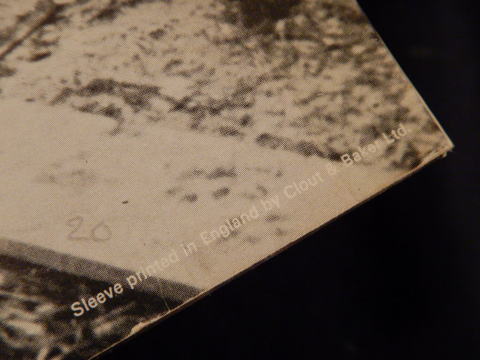 20
Sleeve printed in England by Clout & Baker Ltd.